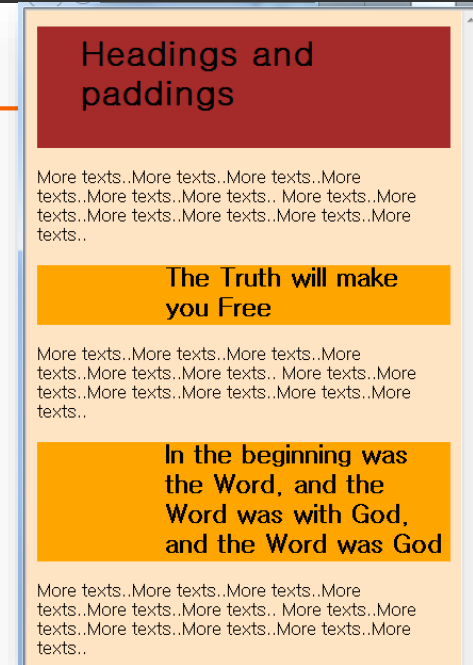 Headings and
paddings
More texts..More texts..More texts..More
texts..More texts..More texts.. More texts..More
texts..More texts..More texts..More texts..More
texts..
The Truth will make
you Free
More texts..More texts..More texts..More
texts..More texts..More texts.. More texts..More
texts..More texts..More texts..More texts..More
texts..
In the beginning was
the Word, and the
Word was with God,
and the Word was God
More texts..More texts..More texts..More
texts..More texts..More texts.. More texts..More
texts..More texts..More texts..More texts..More
texts..